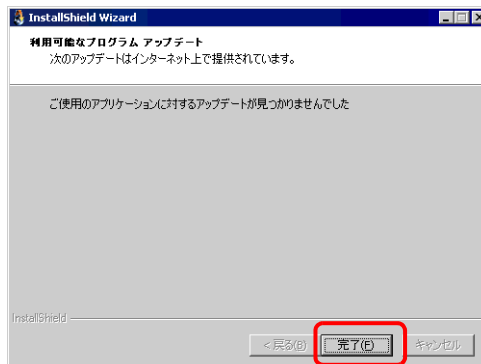 InstallShield Wizard
利用可能なプログラム アップデート
次のアップデートはインターネット上で提供されています。
ご使用のアプリケーションに対するアップデートが見つかりませんでした
InstallShield
< 戻る(B)
完了(F)
キャンセル